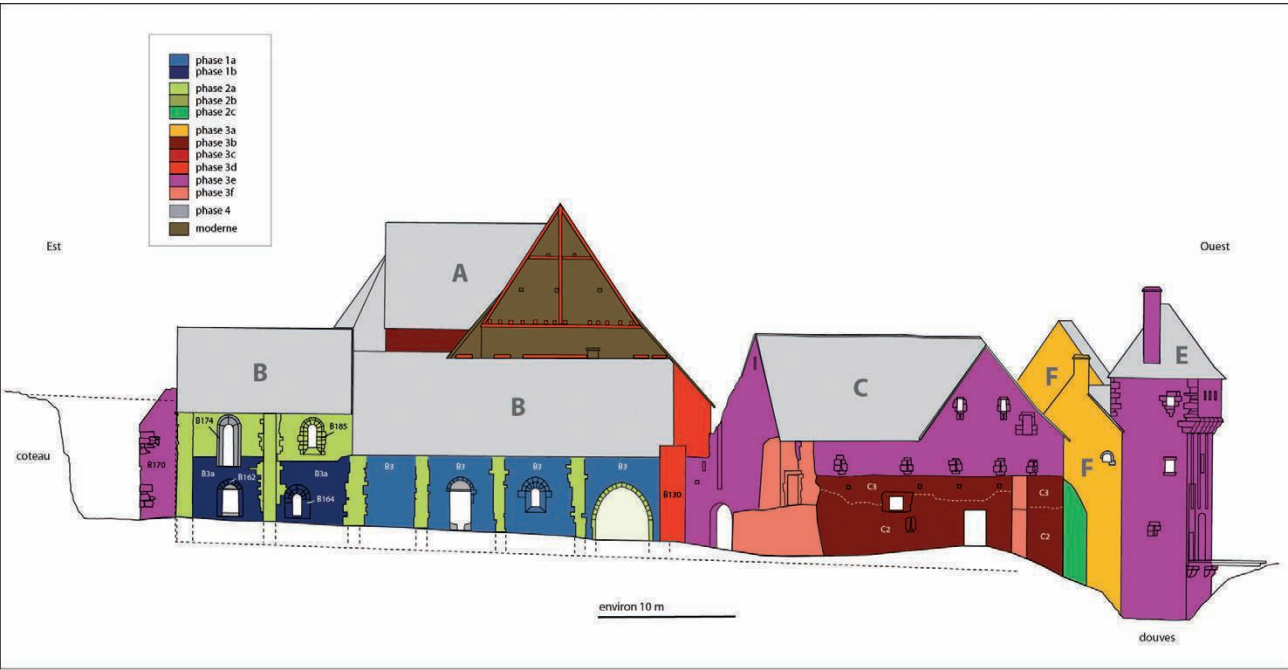 phase 1a
phase 1b
phase 2a
phase 2b
phase 2c
phase 3a
phase 3b
phase 3c
phase 3d
phase 3e
phase 3f
phase 4
moderne
Est
Ouest
A
B
B
C
F
E
F
B174
B185
coteau
B170
B3a
B162
B3a
B164
B3
B3
B3
B3
B130
C3
C2
C3
C2
environ 10 m
douves